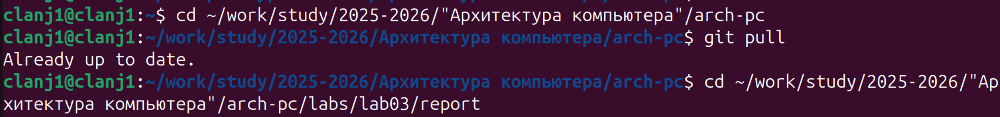 clanj1@clanj1:~$ cd ~/work/study/2025-2026/"Архитектура компьютера"/arch-pc
clanj1@clanj1:~/work/study/2025-2026/Архитектура компьютера/arch-pc$ git pull
Already up to date.
clanj1@clanj1:~/work/study/2025-2026/Архитектура компьютера/arch-pc$ cd ~/work/study/2025-2026/"Ар
хитектура компьютера"/arch-pc/labs/lab03/report